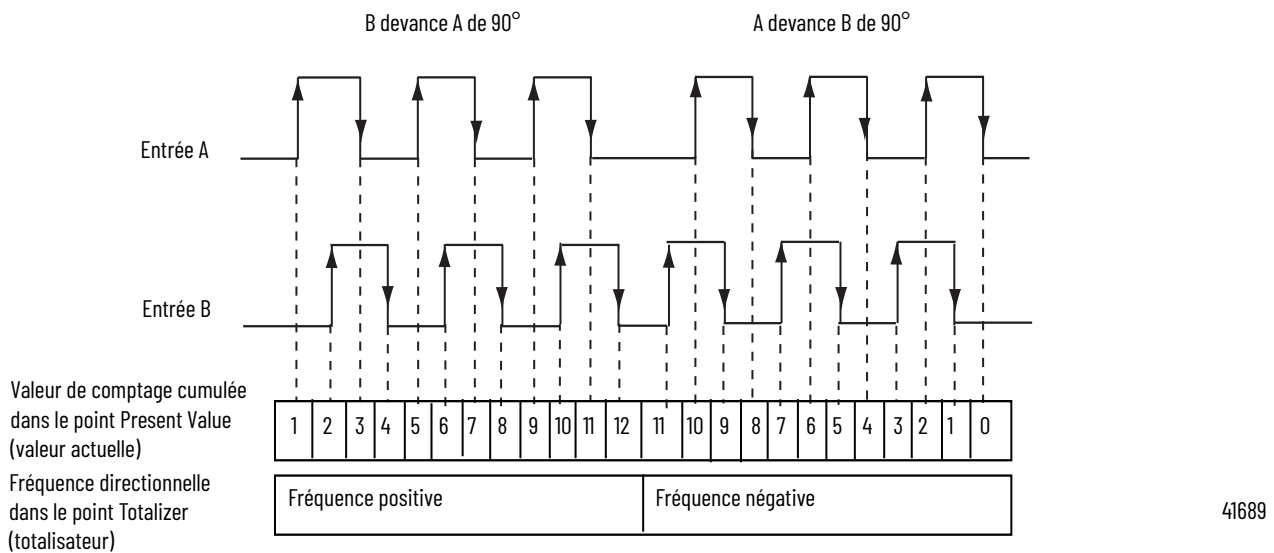 B devance A de 90°
A devance B de 90°
Entrée A
Entrée B
Valeur de comptage cumulée
dans le point Present Value
(valeur actuelle)
1 2 3 4 5 6 7 8 9 10 11 12 11 10 9 8 7 6 5 4 3 2 1 0
Fréquence directionnelle
dans le point Totalizer
(totalisateur)
Fréquence positive
Fréquence négative
41689